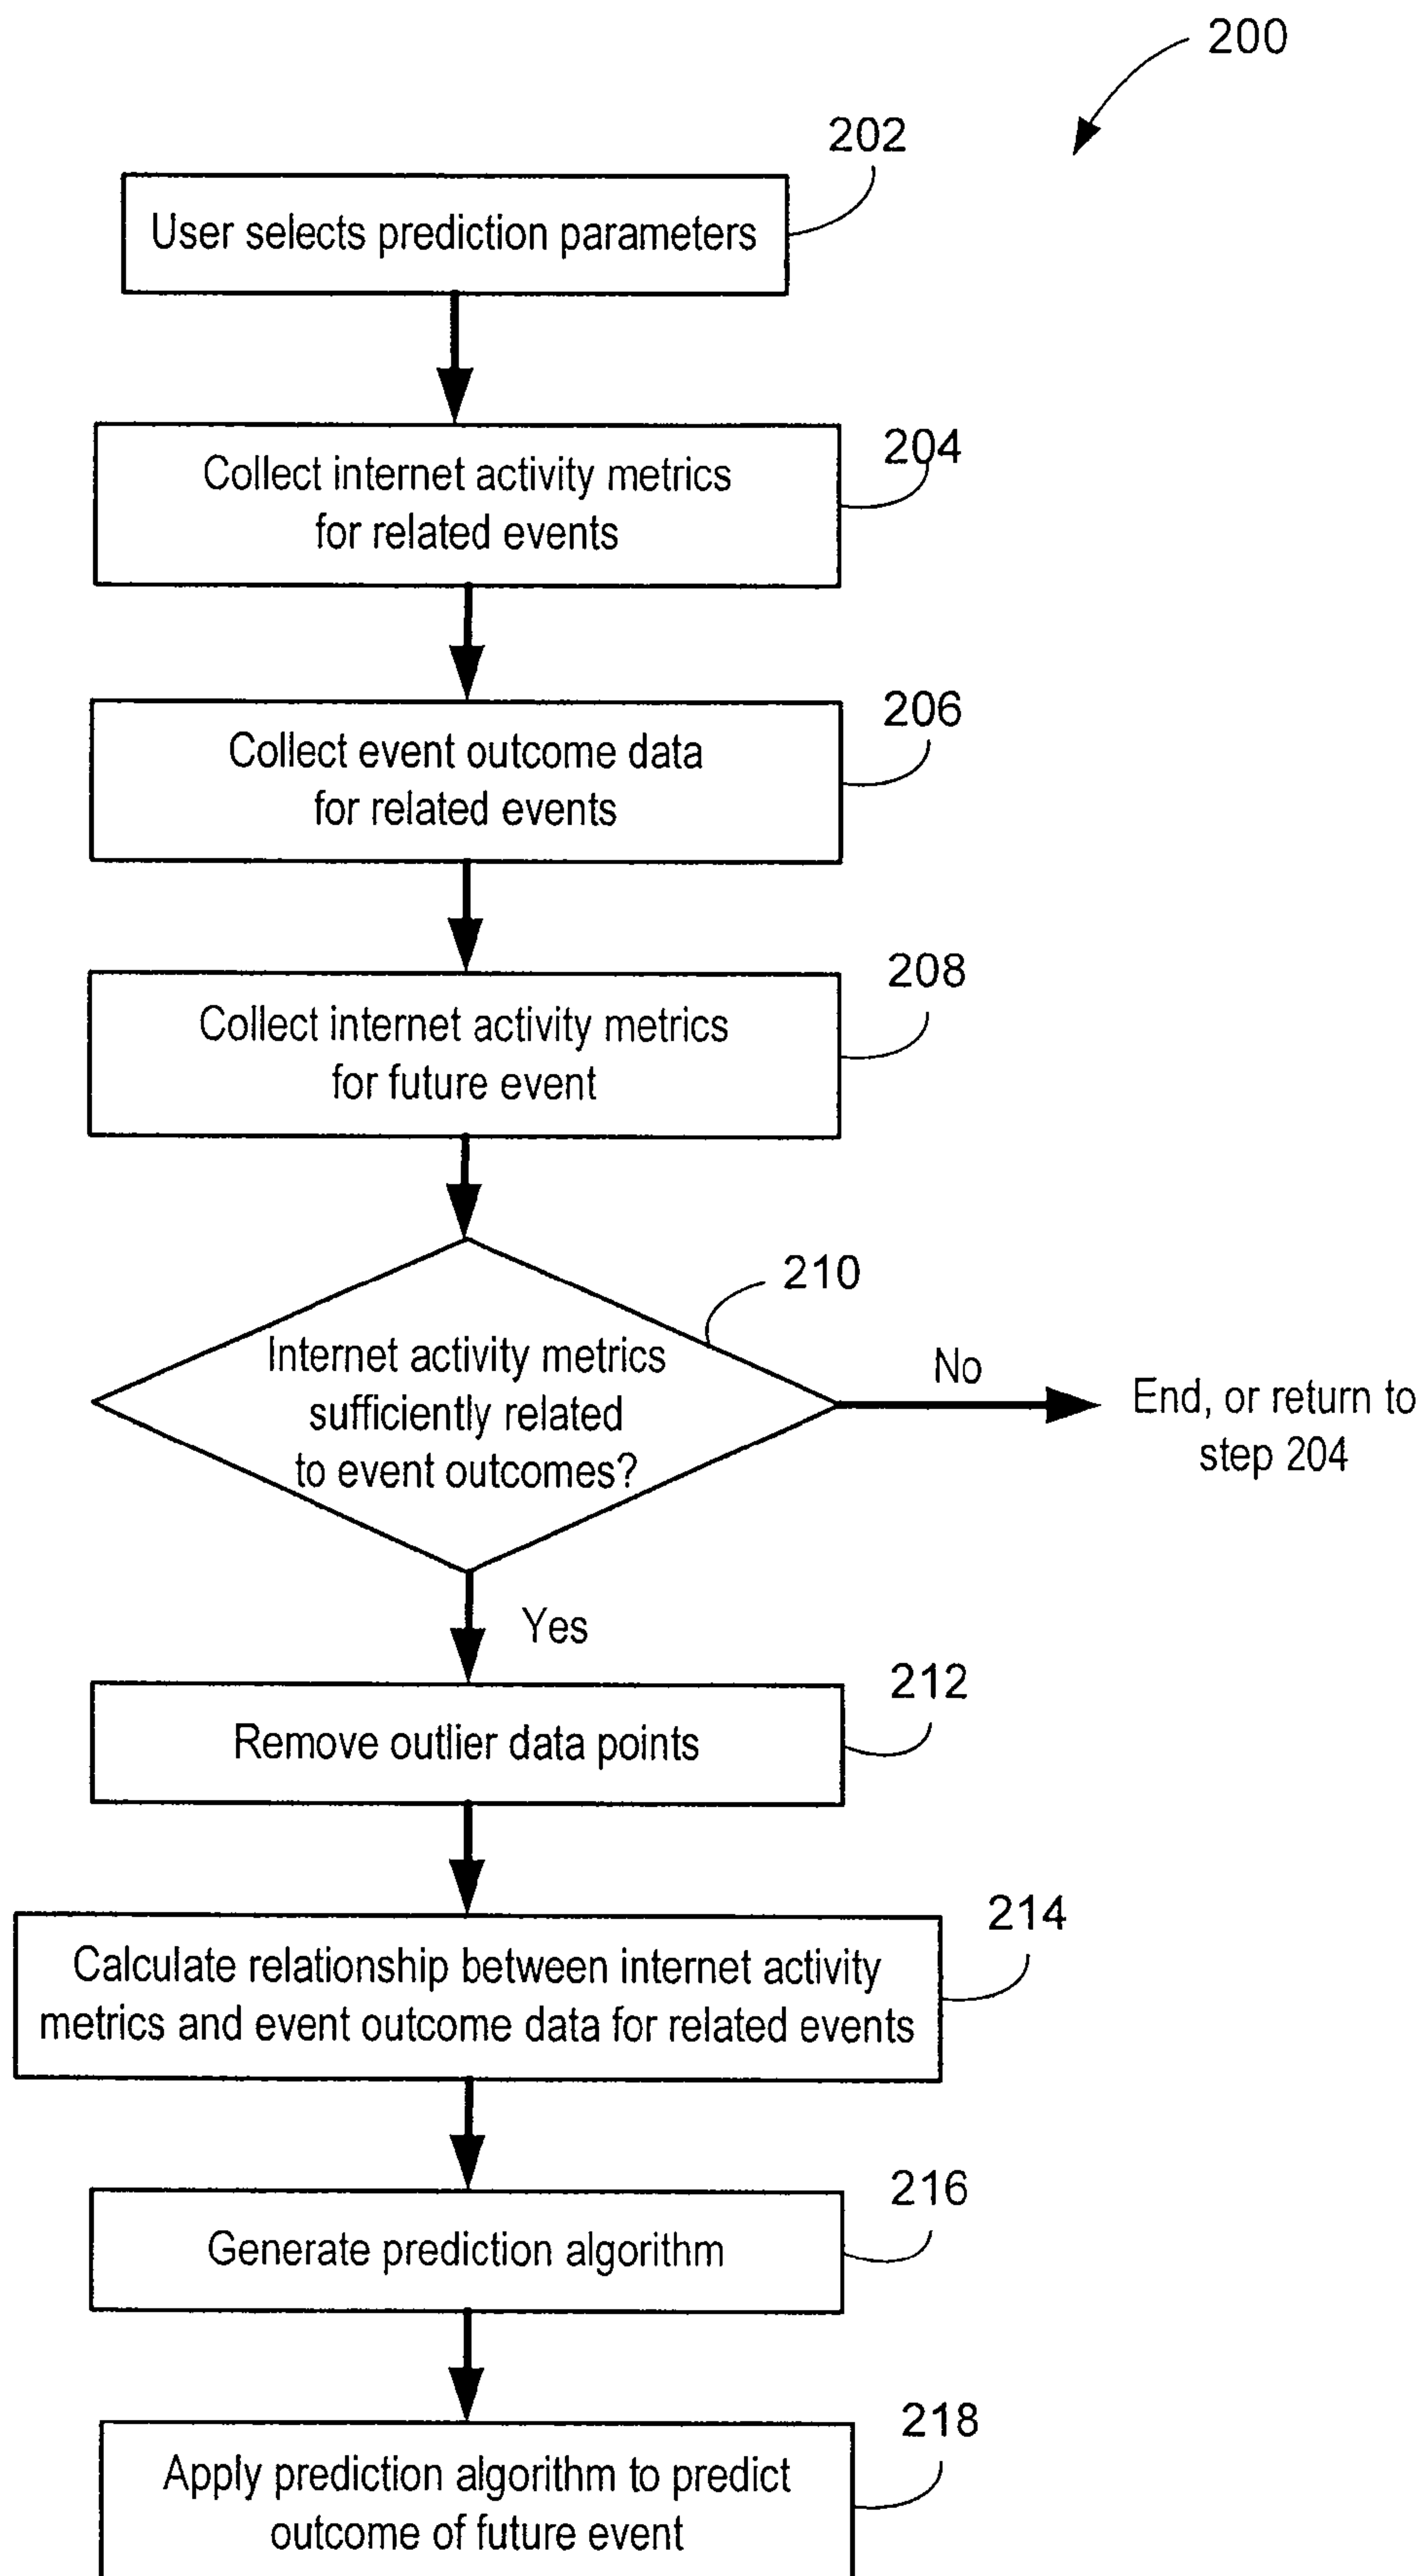 200
202
User selects prediction parameters
204
Collect internet activity metrics
for related events
206
Collect event outcome data
for related events
208
Collect internet activity metrics
for future event
210
Internet activity metrics
sufficiently related
to event outcomes?
No
End, or return to
step 204
Yes
212
Remove outlier data points
214
Calculate relationship between internet activity
metrics and event outcome data for related events
216
Generate prediction algorithm
218
Apply prediction algorithm to predict
outcome of future event